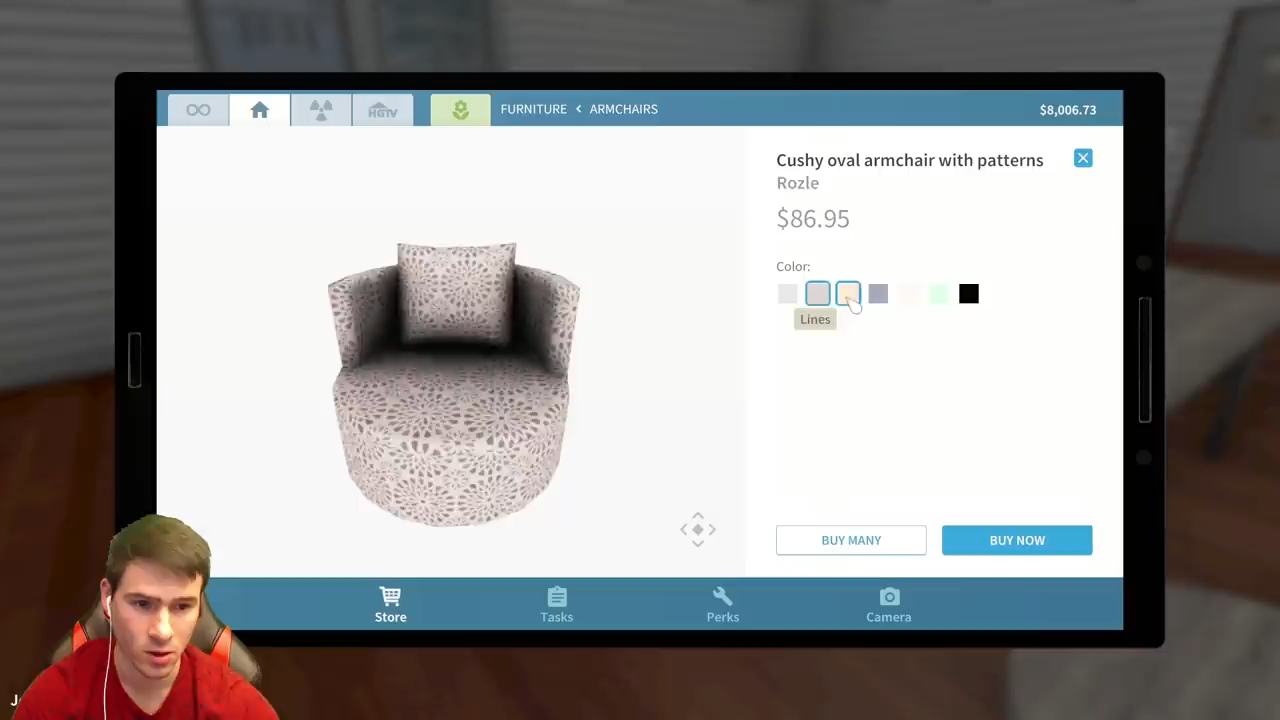 HGTV
FURNITURE < ARMCHAIRS
$8,006.73
Cushy oval armchair with patterns
Rozle
$86.95
Color:
Lines
BUY MANY
BUY NOW
Store
Tasks
Perks
Camera